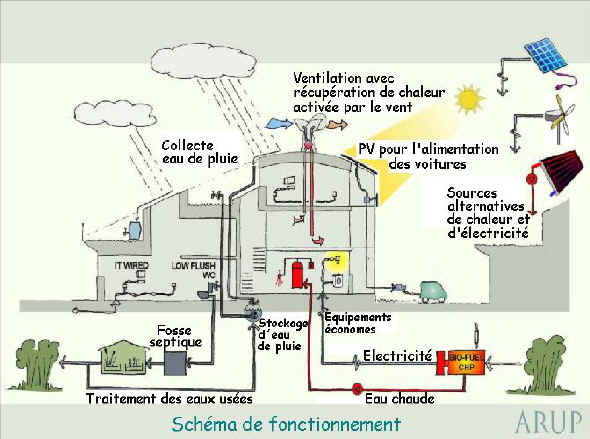 Ventilation avec
récupération de chaleur
activée par le vent
Collecte
eau de pluie
PV pour l'alimentation
des voitures
Sources
alternatives
de chaleur et
d'électricité
IT WIRED
LOW FLUSH
WC
Fosse
septique
Stockage
d'eau
de pluie
Equipements
économes
Electricité
BIO-FUEL
CHP
Traitement des eaux usées
Eau chaude
Schéma de fonctionnement
ARUP